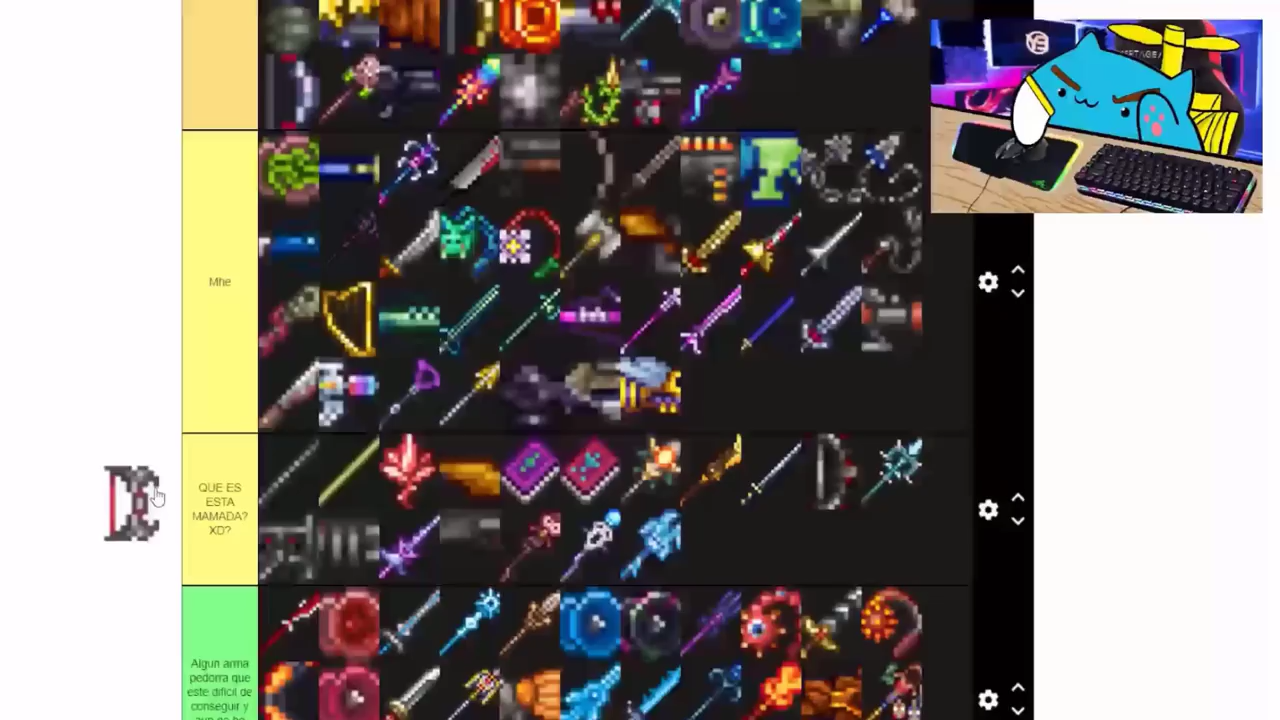 Mhe
QUE ES
ESTA
MAMADA?
XD?
Algun arma
pedorra que
este dificil de
conseguir y